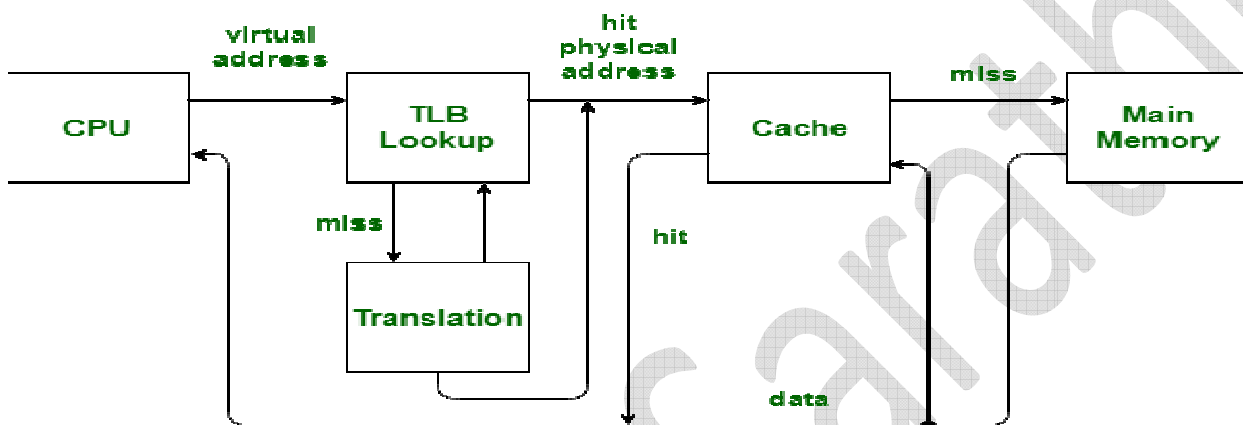 virtual
address
hit
physical
address
miss
CPU
TLB
Lookup
Cache
Main
Memory
miss
hit
Translation
data